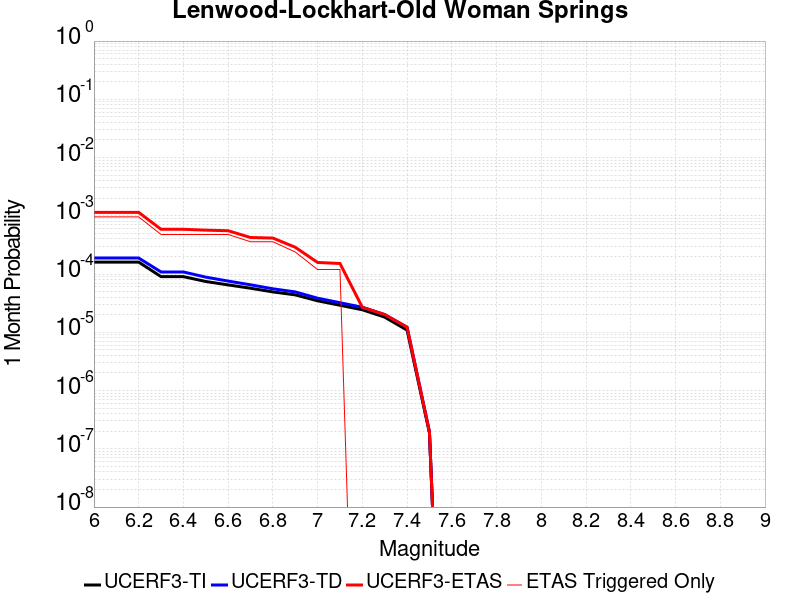 Lenwood-Lockhart-Old Woman Springs
10^0
10^-1
10^-2
10^-3
10^-4
10^-5
10^-6
10^-7
10^-8
1 Month Probability
6 6.2 6.4 6.6 6.8 7 7.2 7.4 7.6 7.8 8 8.2 8.4 8.6 8.8 9
Magnitude
UCERF3-TI UCERF3-TD UCERF3-ETAS ETAS Triggered Only